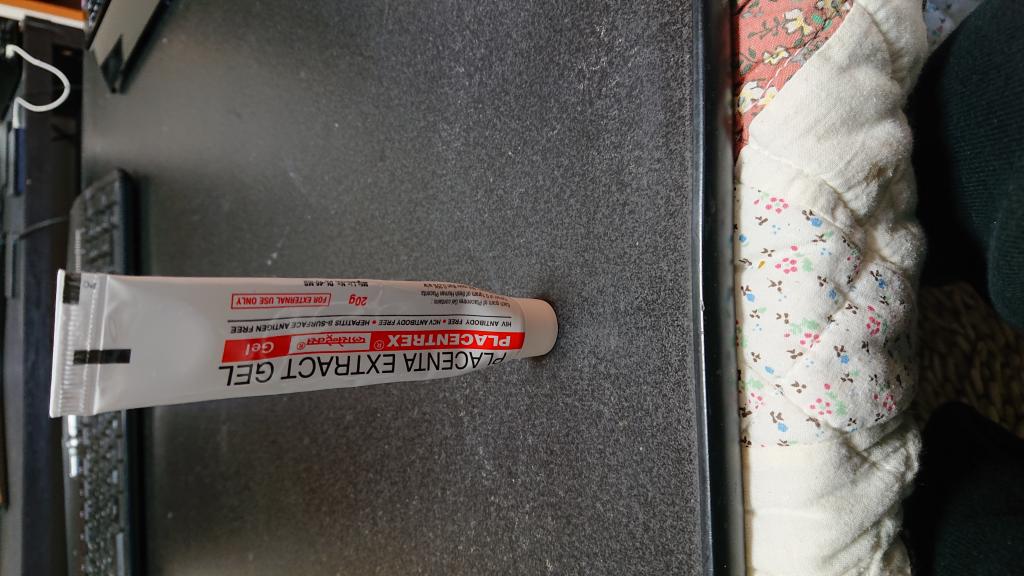 PLACENTA EXTRACT GEL
PLACENTREX® प्लासेन्ट्रेक्स® Gel
HIV ANTIBODY FREE • HCV ANTIBODY FREE • HEPATITIS B-SURFACE ANTIGEN FREE
20g FOR EXTERNAL USE ONLY